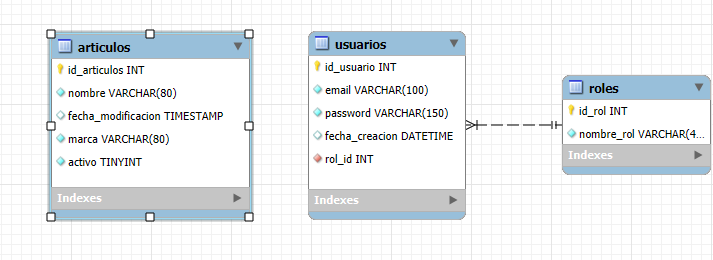 articulos
id_articulos INT
nombre VARCHAR(80)
fecha_modificacion TIMESTAMP
marca VARCHAR(80)
activo TINYINT
Indexes
usuarios
id_usuario INT
email VARCHAR(100)
password VARCHAR(150)
fecha_creacion DATETIME
rol_id INT
Indexes
roles
id_rol INT
nombre_rol VARCHAR(4...
Indexes